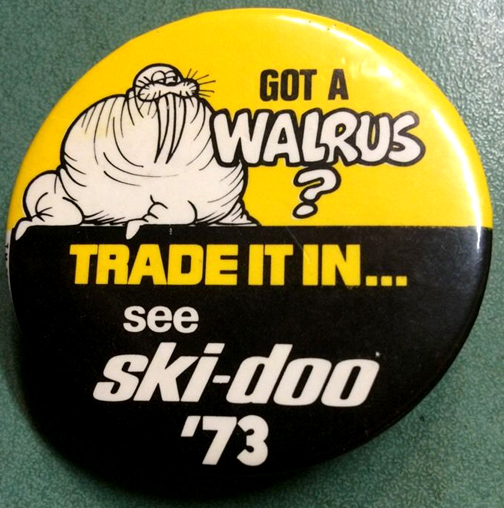 GOT A
WALRUS
?
TRADE IT IN...
see
ski-doo
'73